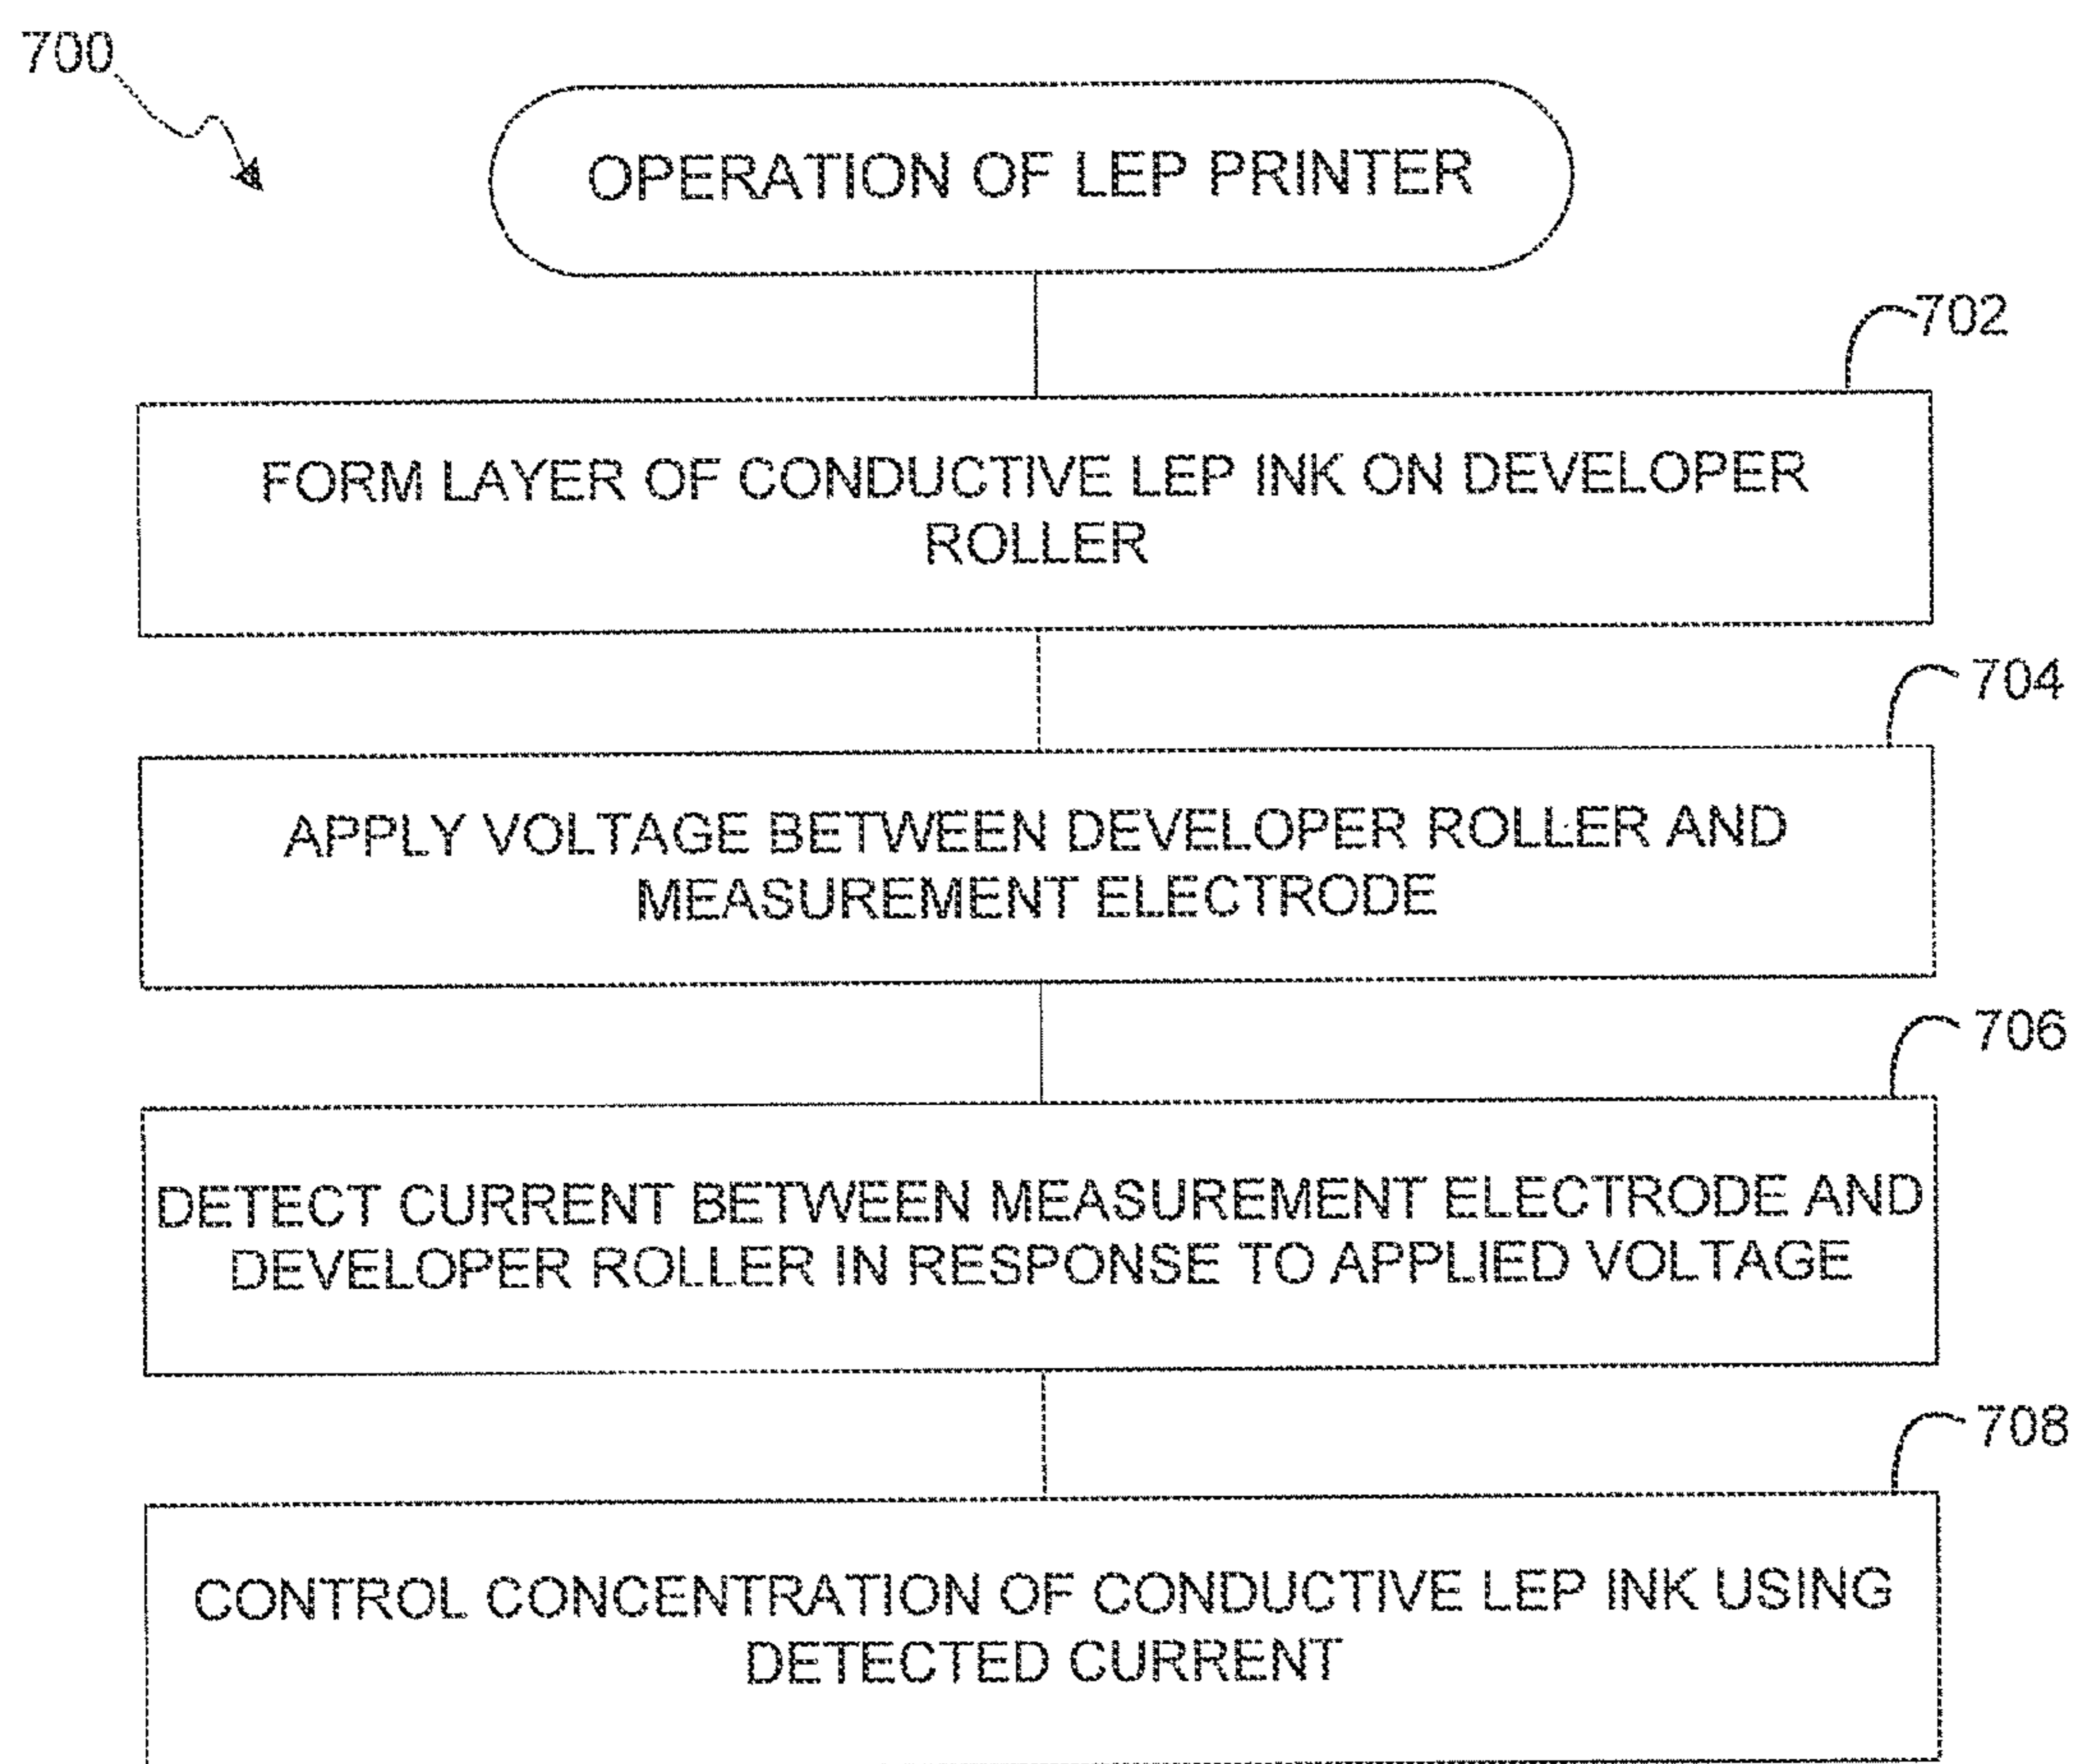 700
OPERATION OF LEP PRINTER
702
FORM LAYER OF CONDUCTIVE LEP INK ON DEVELOPER
ROLLER
704
APPLY VOLTAGE BETWEEN DEVELOPER ROLLER AND
MEASUREMENT ELECTRODE
706
DETECT CURRENT BETWEEN MEASUREMENT ELECTRODE AND
DEVELOPER ROLLER IN RESPONSE TO APPLIED VOLTAGE
708
CONTROL CONCENTRATION OF CONDUCTIVE LEP INK USING
DETECTED CURRENT